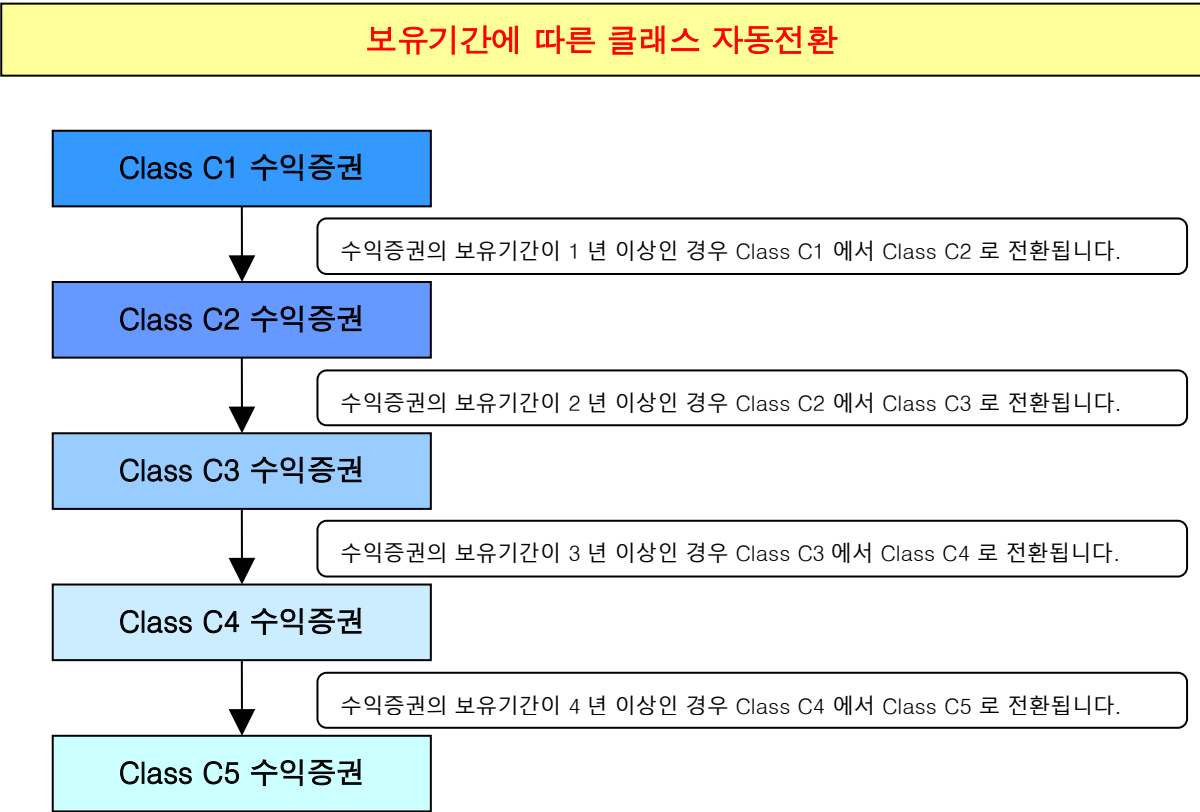 보유기간에 따른 클래스 자동전환
Class C1 수익증권
수익증권의 보유기간이 1 년 이상인 경우 Class C1 에서 Class C2 로 전환됩니다.
Class C2 수익증권
수익증권의 보유기간이 2 년 이상인 경우 Class C2 에서 Class C3 로 전환됩니다.
Class C3 수익증권
수익증권의 보유기간이 3 년 이상인 경우 Class C3 에서 Class C4 로 전환됩니다.
Class C4 수익증권
수익증권의 보유기간이 4 년 이상인 경우 Class C4 에서 Class C5 로 전환됩니다.
Class C5 수익증권